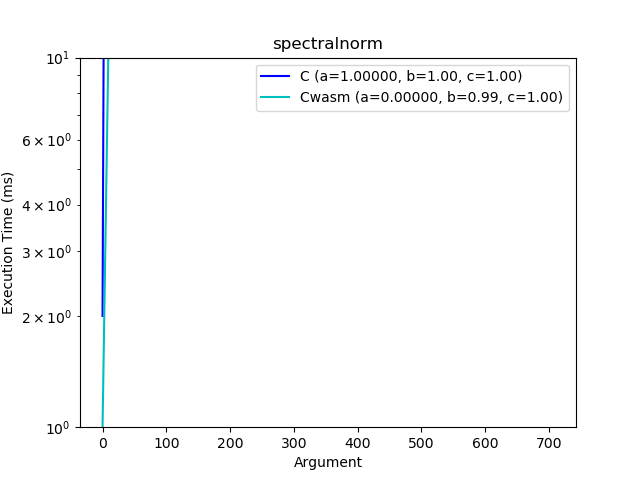 spectralnorm
C (a=1.00000, b=1.00, c=1.00)
Cwasm (a=0.00000, b=0.99, c=1.00)
10¹
6 × 10⁰
4 × 10⁰
3 × 10⁰
2 × 10⁰
10⁰
Execution Time (ms)
0 100 200 300 400 500 600 700
Argument